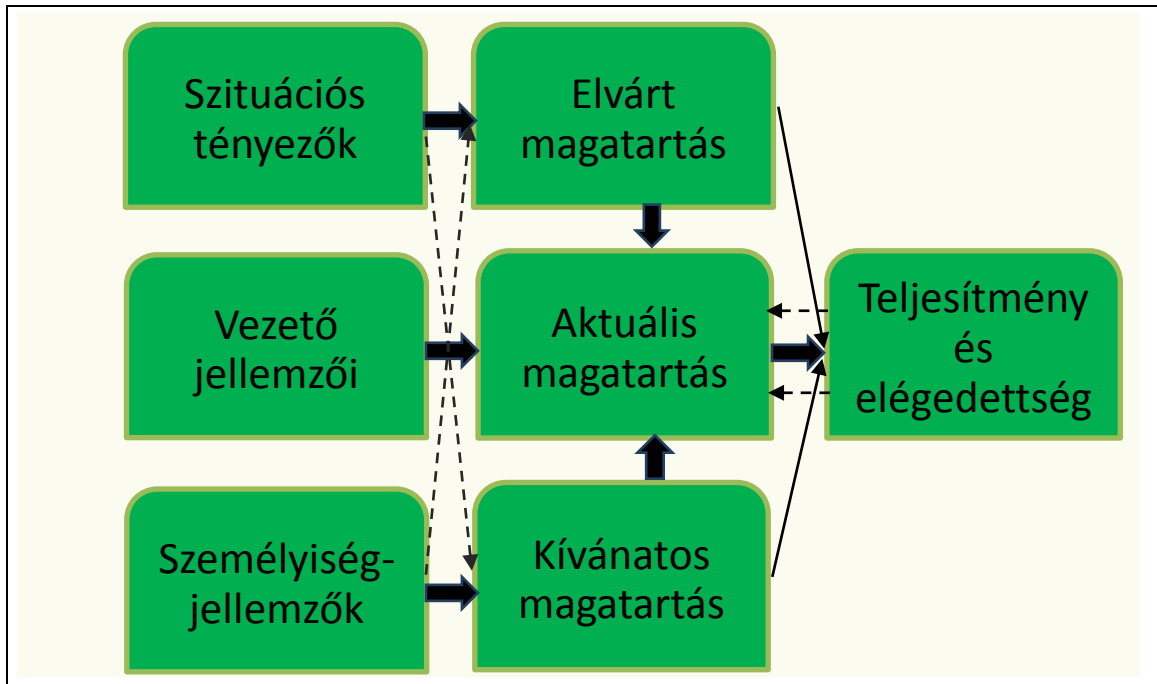 Szituációs
tényezők
Elvárt
magatartás
Vezető
jellemzői
Aktuális
magatartás
Teljesítmény
és
elégedettség
Személyiség-
jellemzők
Kívánatos
magatartás